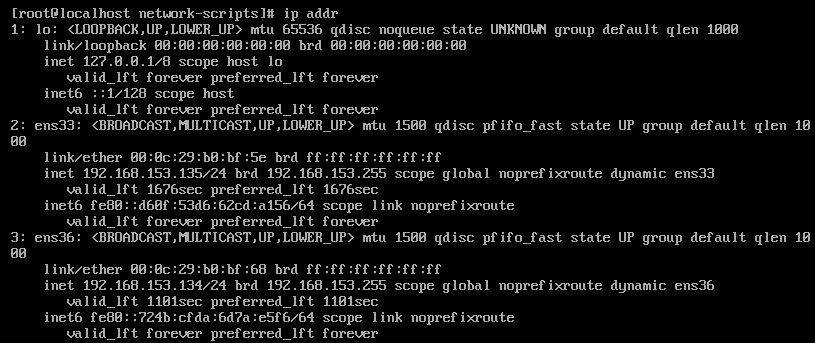 [root@localhost network-scripts]# ip addr
1: lo: <LOOPBACK,UP,LOWER_UP> mtu 65536 qdisc noqueue state UNKNOWN group default qlen 1000
    link/loopback 00:00:00:00:00:00 brd 00:00:00:00:00:00
    inet 127.0.0.1/8 scope host lo
       valid_lft forever preferred_lft forever
    inet6 ::1/128 scope host
       valid_lft forever preferred_lft forever
2: ens33: <BROADCAST,MULTICAST,UP,LOWER_UP> mtu 1500 qdisc pfifo_fast state UP group default qlen 10
00
    link/ether 00:0c:29:b0:bf:5e brd ff:ff:ff:ff:ff:ff
    inet 192.168.153.135/24 brd 192.168.153.255 scope global noprefixroute dynamic ens33
       valid_lft 1676sec preferred_lft 1676sec
    inet6 fe80::d60f:53d6:62cd:a156/64 scope link noprefixroute
       valid_lft forever preferred_lft forever
3: ens36: <BROADCAST,MULTICAST,UP,LOWER_UP> mtu 1500 qdisc pfifo_fast state UP group default qlen 10
00
    link/ether 00:0c:29:b0:bf:68 brd ff:ff:ff:ff:ff:ff
    inet 192.168.153.134/24 brd 192.168.153.255 scope global noprefixroute dynamic ens36
       valid_lft 1101sec preferred_lft 1101sec
    inet6 fe80::724b:cfda:6d7a:e5f6/64 scope link noprefixroute
       valid_lft forever preferred_lft forever